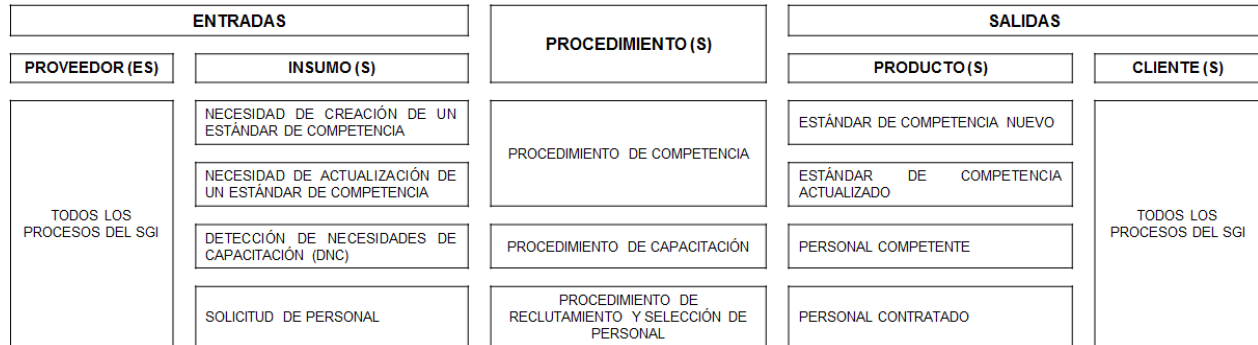 ENTRADAS
PROCEDIMIENTO (S)
SALIDAS
PROVEEDOR (ES)
INSUMO (S)
PRODUCTO (S)
CLIENTE (S)
TODOS LOS
PROCESOS DEL SGI
NECESIDAD DE CREACIÓN DE UN
ESTÁNDAR DE COMPETENCIA
NECESIDAD DE ACTUALIZACIÓN DE
UN ESTÁNDAR DE COMPETENCIA
DETECCIÓN DE NECESIDADES DE
CAPACITACIÓN (DNC)
SOLICITUD DE PERSONAL
PROCEDIMIENTO DE COMPETENCIA
PROCEDIMIENTO DE CAPACITACIÓN
PROCEDIMIENTO DE
RECLUTAMIENTO Y SELECCIÓN DE
PERSONAL
ESTÁNDAR DE COMPETENCIA NUEVO
ESTÁNDAR DE COMPETENCIA
ACTUALIZADO
PERSONAL COMPETENTE
PERSONAL CONTRATADO
TODOS LOS
PROCESOS DEL SGI